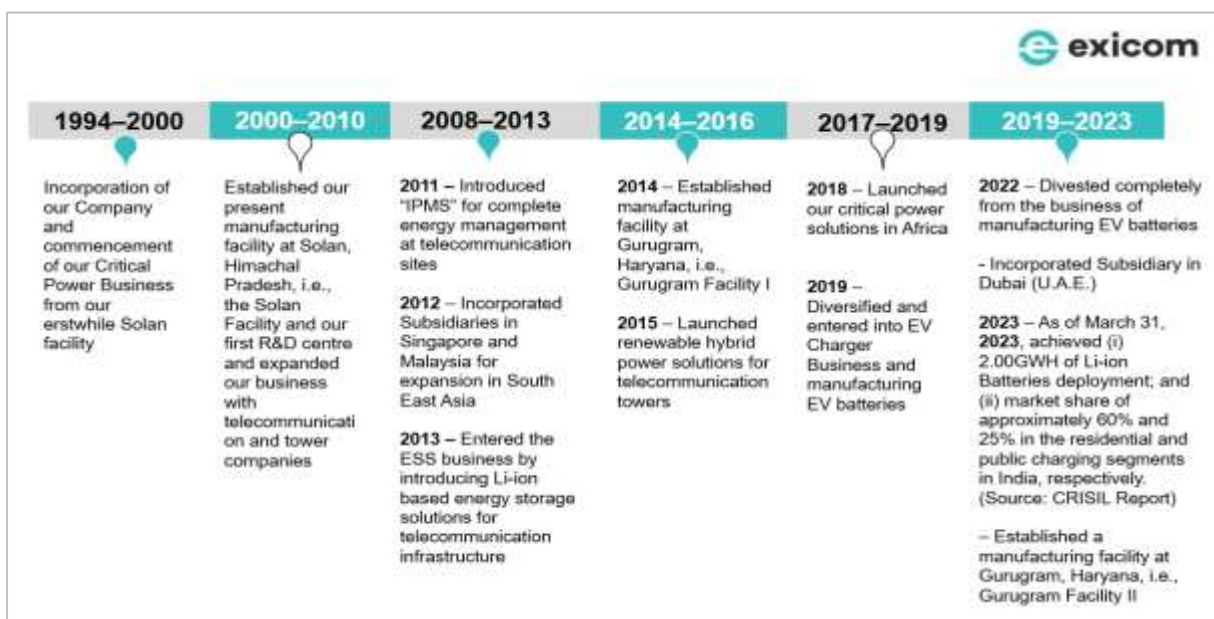 exicom
1994–2000
2000–2010
2008–2013
2014–2016
2017–2019
2019–2023
Incorporation of
our Company
and
commencement
of our Critical
Power Business
from our
erstwhile Solan
facility
Established our
present
manufacturing
facility at Solan,
Himachal
Pradesh, i.e.,
the Solan
Facility and our
first R&D centre
and expanded
our business
with
telecommunicati
on and tower
companies
2011 – Introduced
"IPMS" for complete
energy management
at telecommunication
sites
2012 – Incorporated
Subsidiaries in
Singapore and
Malaysia for
expansion in South
East Asia
2013 – Entered the
ESS business by
introducing Li-ion
based energy storage
solutions for
telecommunication
infrastructure
2014 – Established
manufacturing
facility at
Gurugram,
Haryana, i.e.,
Gurugram Facility I
2015 – Launched
renewable hybrid
power solutions for
telecommunication
towers
2018 – Launched
our critical power
solutions in Africa
2019 –
Diversified and
entered into EV
Charger
Business and
manufacturing
EV batteries
2022 – Divested completely
from the business of
manufacturing EV batteries
- Incorporated Subsidiary in
Dubai (U.A.E.)
2023 – As of March 31,
2023, achieved (i)
2.00GWH of Li-ion
Batteries deployment; and
(ii) market share of
approximately 60% and
25% in the residential and
public charging segments
in India, respectively.
(Source: CRISIL Report)
– Established a
manufacturing facility at
Gurugram, Haryana, i.e.,
Gurugram Facility II